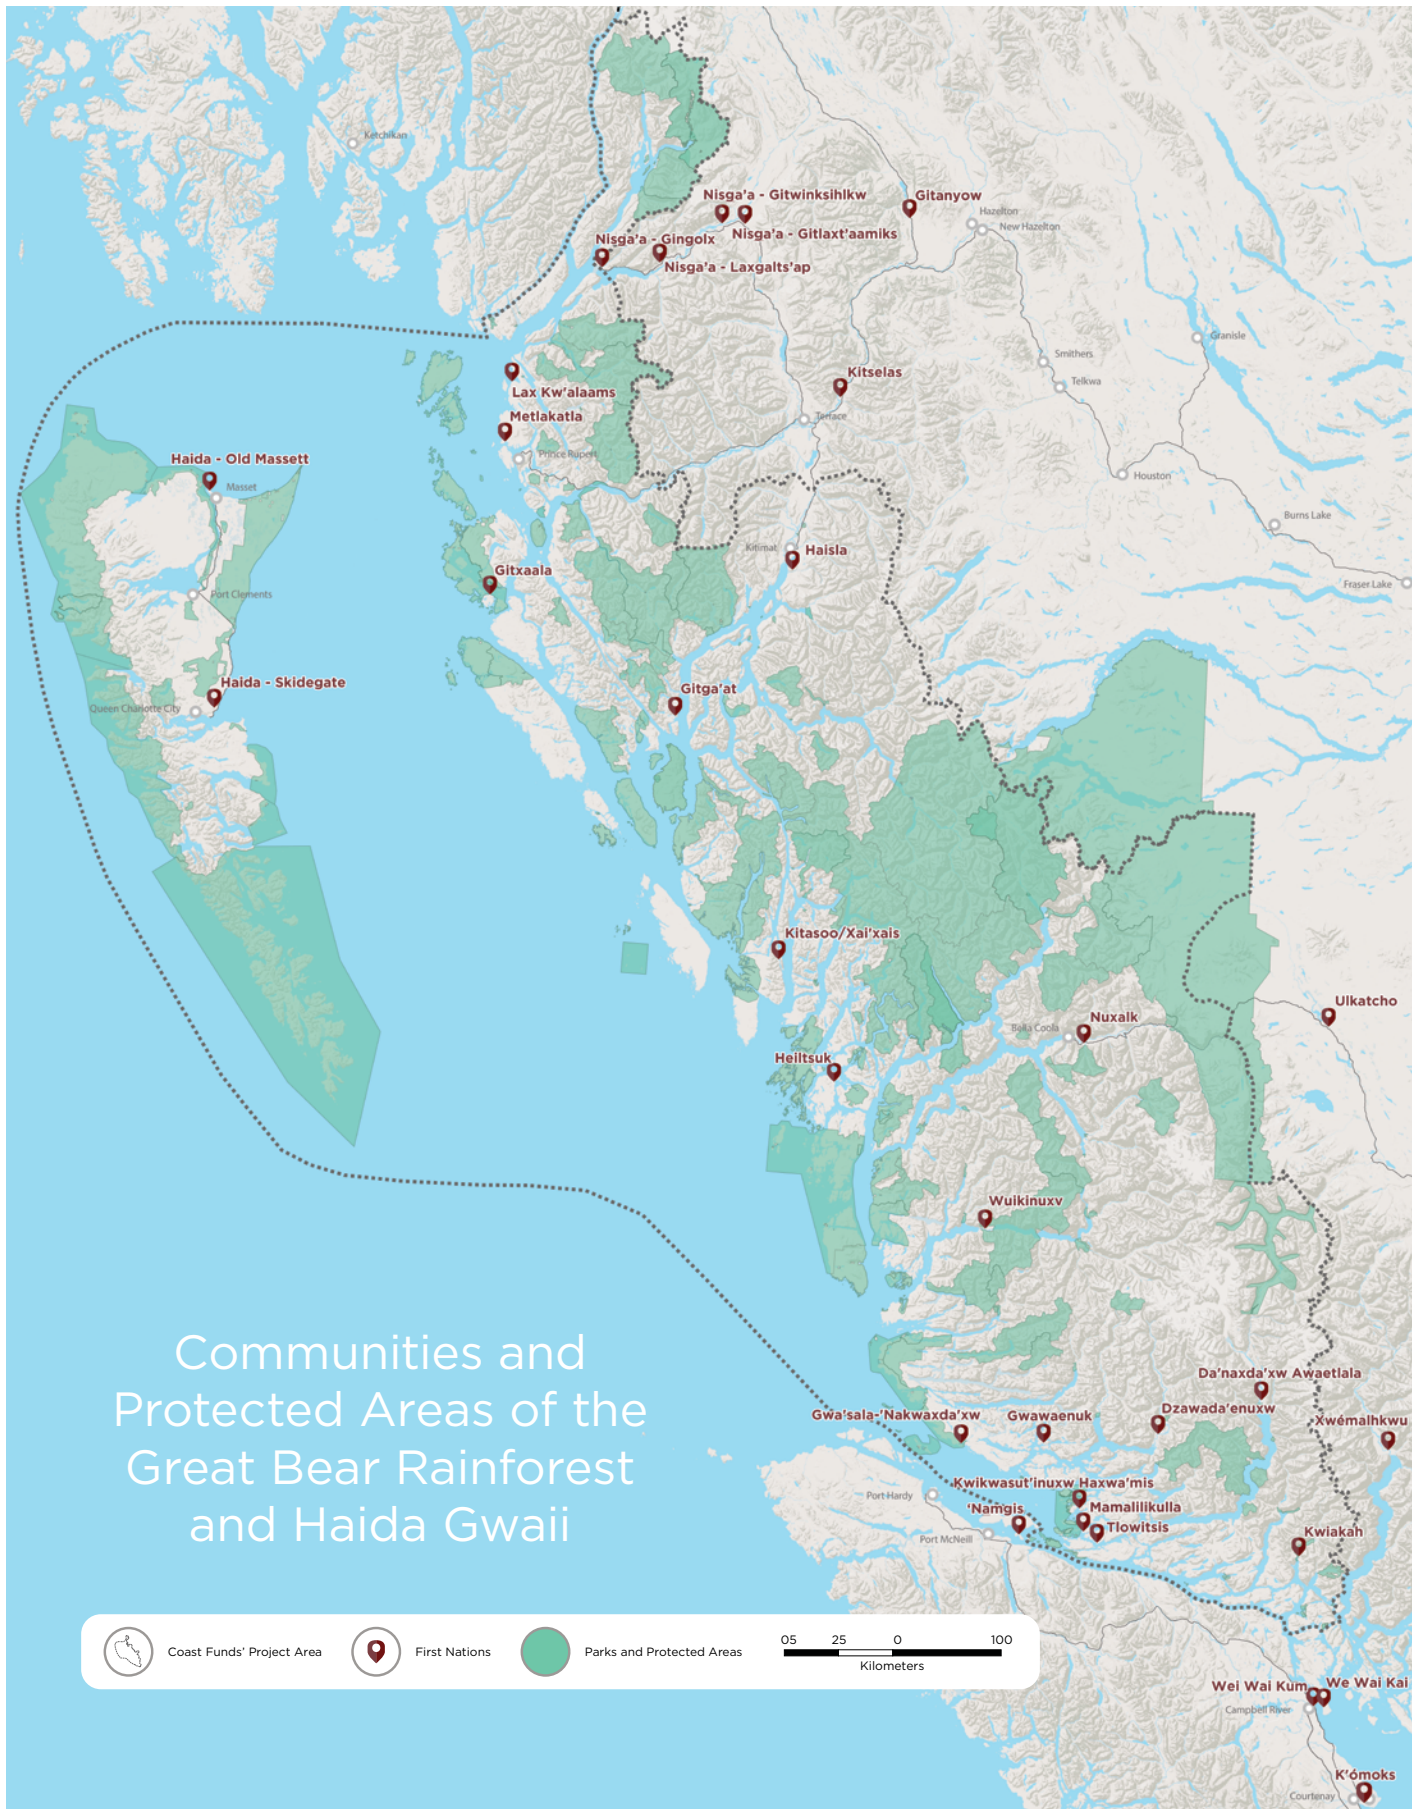 Ketchikan
Nisga'a - Gitwinksihlkw
Gitanyow
Hazelton
New Hazelton
Nisga'a - Gitlaxt'aamiks
Nisga'a - Gingolx
Nisga'a - Laxgalts'ap
Granisle
Smithers
Telkwa
Kitselas
Lax Kw'alaams
Metlakatla
Terrace
Prince Rupert
Haida - Old Massett
Masset
Houston
Burns Lake
Kitimat
Haisla
Gitxaala
Fraser Lake
Port Clements
Haida - Skidegate
Queen Charlotte City
Gitga'at
Kitasoo/Xai'xais
Ulkatcho
Nuxalk
Bella Coola
Heiltsuk
Wuikinuxv
Communities and
Protected Areas of the
Great Bear Rainforest
and Haida Gwaii
Da'naxda'xw Awaetlala
Dzawada'enuxw
Gwa'sala-'Nakwaxda'xw
Gwawaenuk
Xwémalhkwu
Kwikwasut'inuxw Haxwa'mis
Port Hardy
'Namgis
Mamalilikulla
Tlowitsis
Port McNeill
Kwiakah
Coast Funds' Project Area
First Nations
Parks and Protected Areas
05 25 0 100
Kilometers
Wei Wai Kum
We Wai Kai
Campbell River
K'ómoks
Courtenay